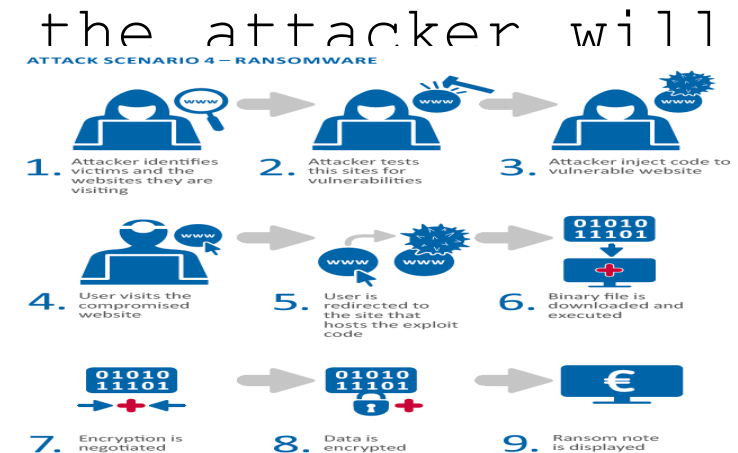 the attacker will
ATTACK SCENARIO 4 – RANSOMWARE
www
www
www
1. Attacker identifies
victims and the
websites they are
visiting
2. Attacker tests
this sites for
vulnerabilities
3. Attacker inject code to
vulnerable website
www
www
www
01010
11101
4. User visits the
compromised
website
5. User is
redirected to
the site that
hosts the exploit
code
6. Binary file is
downloaded and
executed
01010
11101
01010
11101
€
7. Encryption is
negotiated
8. Data is
encrypted
9. Ransom note
is displayed